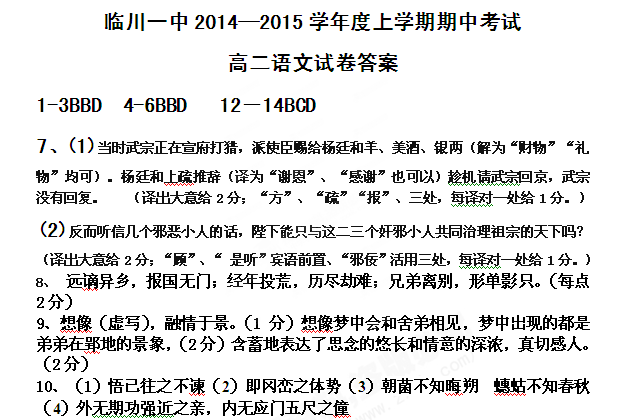 临川一中2014—2015学年度上学期期中考试
高二语文试卷答案
1-3BBD 4-6BBD 12－14BCD
7、(1)当时武宗正在宣府打猎，派使臣赐给杨廷和羊、美酒、银两（解为“财物”“礼
物”均可）。杨廷和上疏推辞（译为“谢恩”、“感谢”也可以）趁机请武宗回京，武宗
没有回复。 （译出大意给2分；“方”、“疏”“报”、三处，每译对一处给1分。）
(2)反而听信几个邪恶小人的话，陛下能只与这二三个奸邪小人共同治理祖宗的天下吗？
（译出大意给2分；“顾”、“ 是听”宾语前置、“邪佞”活用三处，每译对一处给1分。）
8、 远谪异乡，报国无门；经年投荒，历尽劫难；兄弟离别，形单影只。（每点
2分）
9、想像（虚写），融情于景。（1 分）想像梦中会和舍弟相见，梦中出现的都是
弟弟在郢地的景象，（2分）含蓄地表达了思念的悠长和情意的深浓，真切感人。
（2分）
10、（1）悟已往之不谏（2）即冈峦之体势（3）朝菌不知晦朔 蟪蛄不知春秋
（4）外无期功强近之亲，内无应门五尺之僮